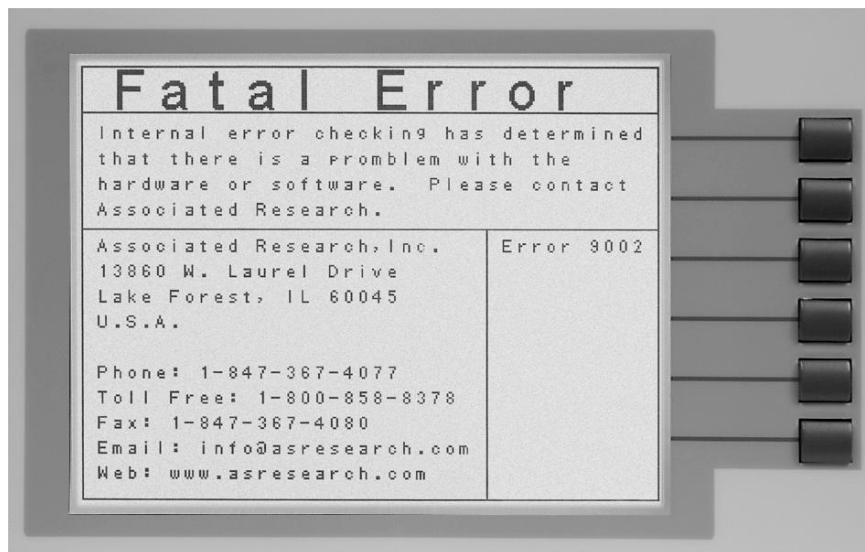 Fatal Error
Internal error checking has determined
that there is a promblem with the
hardware or software. Please contact
Associated Research.
Associated Research,Inc.
13860 W. Laurel Drive
Lake Forest, IL 60045
U.S.A.
Phone: 1-847-367-4077
Toll Free: 1-800-858-8378
Fax: 1-847-367-4080
Email: info@asresearch.com
Web: www.asresearch.com
Error 9002